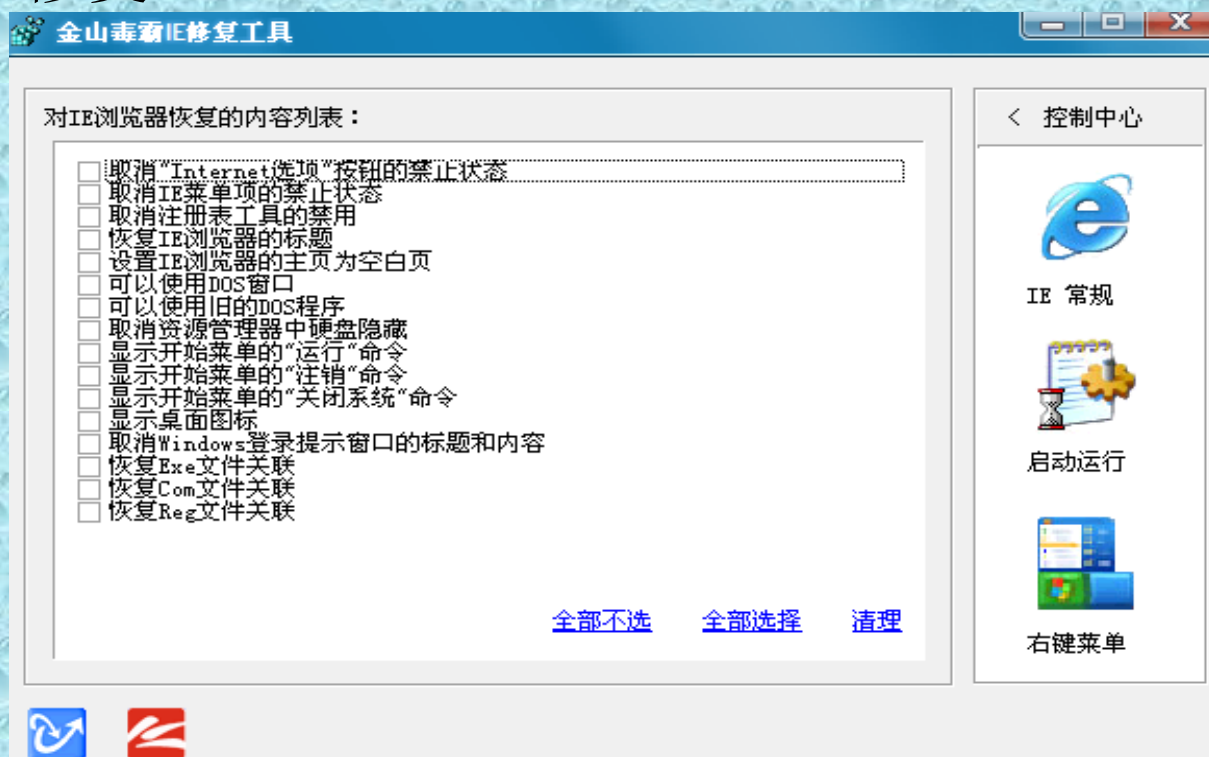 金山毒霸IE修复工具
对IE浏览器恢复的内容列表：
取消“Internet选项”按钮的禁止状态
取消IE菜单项的禁止状态
取消注册表工具的禁用
恢复IE浏览器的标题
设置IE浏览器的主页为空白页
可以使用DOS窗口
可以使用旧的DOS程序
取消资源管理器中硬盘隐藏
显示开始菜单的“运行”命令
显示开始菜单的“注销”命令
显示开始菜单的“关闭系统”命令
显示桌面图标
取消Windows登录提示窗口的标题和内容
恢复Exe文件关联
恢复Com文件关联
恢复Reg文件关联
全部不选 全部选择 清理
< 控制中心
IE 常规
启动运行
右键菜单